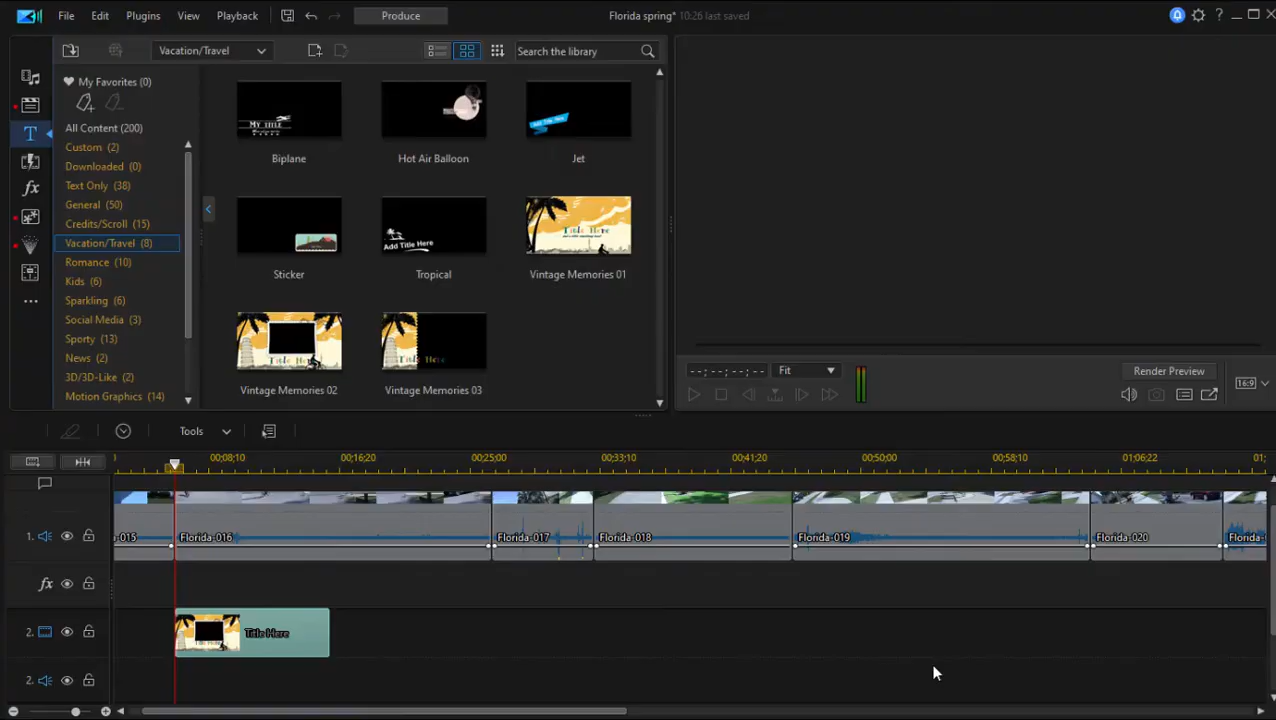 File Edit Plugins View Playback Produce Florida spring* 10:26 last saved
Vacation/Travel Search the library
My Favorites (0)
All Content (200)
Custom (2)
Downloaded (0)
Text Only (38)
General (50)
Credits/Scroll (15)
Vacation/Travel (8)
Romance (10)
Kids (6)
Sparkling (6)
Social Media (3)
Sporty (13)
News (2)
3D/3D-Like (2)
Motion Graphics (14)
MY TITLE
Biplane
Hot Air Balloon
Add Title Here
Jet
Sticker
Add Title Here
Tropical
Title Here
Vintage Memories 01
Title Here
Vintage Memories 02
Title Here
Vintage Memories 03
--;--;--;-- Fit Render Preview
16:9
Tools
00;08;10 00;16;20 00;25;00 00;33;10 00;41;20 00;50;00 00;58;10 01;06;22 01;
1. -015 Florida-016 Florida-017 Florida-018 Florida-019 Florida-020 Florida-
fx
2. Title Here
2.